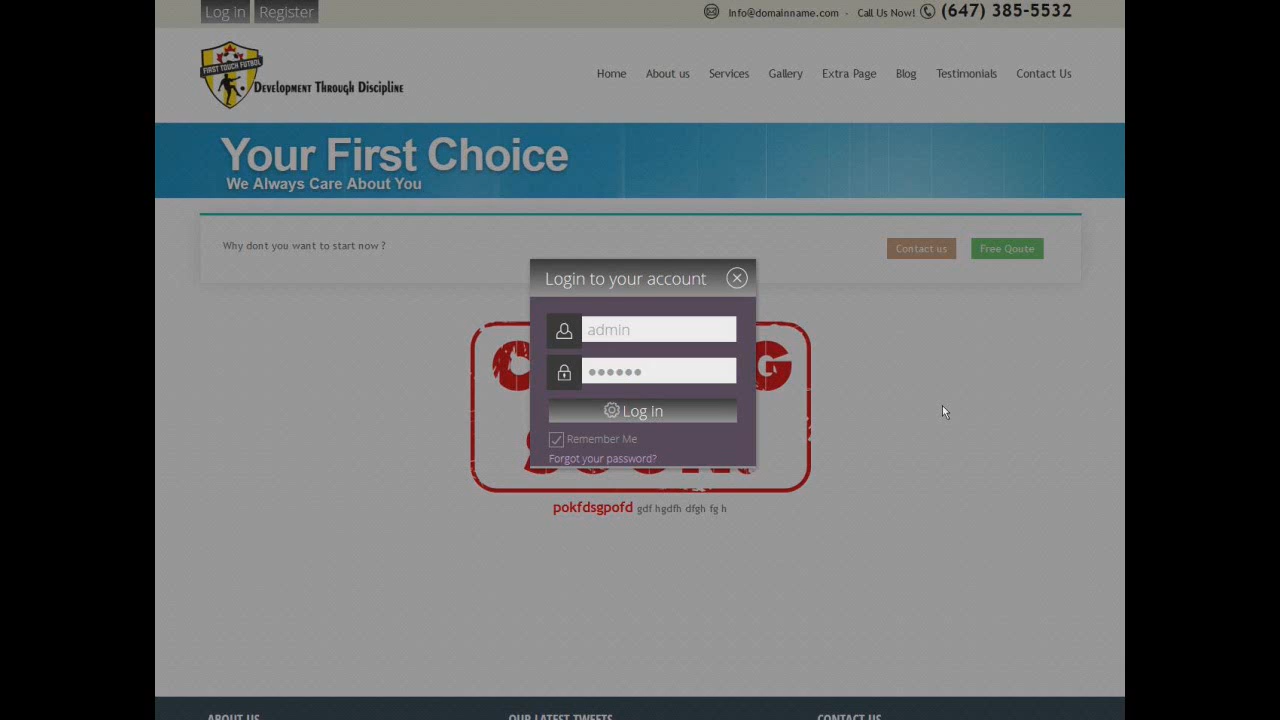 Log in Register
Info@domainname.com - Call Us Now! (647) 385-5532
FIRST TOUCH FUTBOL
Development Through Discipline
Home About us Services Gallery Extra Page Blog Testimonials Contact Us
Your First Choice
We Always Care About You
Why dont you want to start now ?
Contact us Free Qoute
Login to your account
admin
Log in
Remember Me
Forgot your password?
pokfdsgpofd gdf hgdfh dfgh fg h
ABOUT US OUR LATEST TWEETS CONTACT US